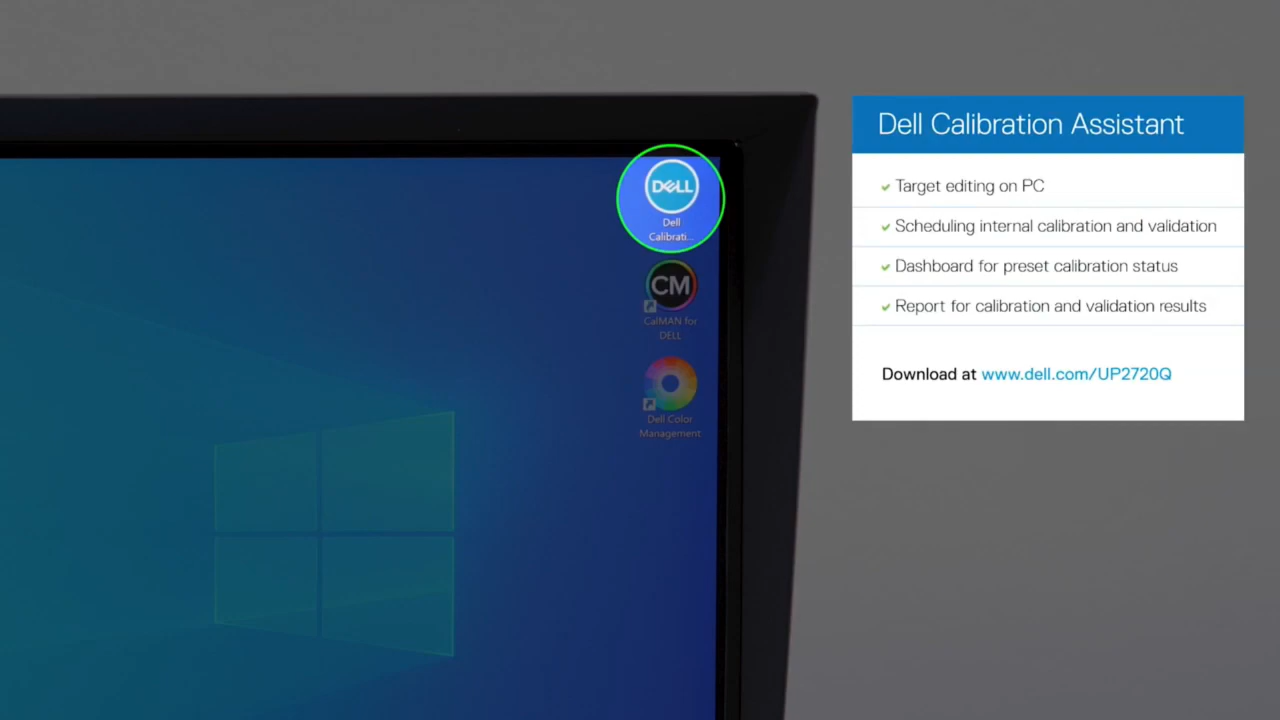 DELL
Dell
Calibrati...
CM
CalMAN for
DELL
Dell Color
Management
Dell Calibration Assistant
Target editing on PC
Scheduling internal calibration and validation
Dashboard for preset calibration status
Report for calibration and validation results
Download at www.dell.com/UP2720Q